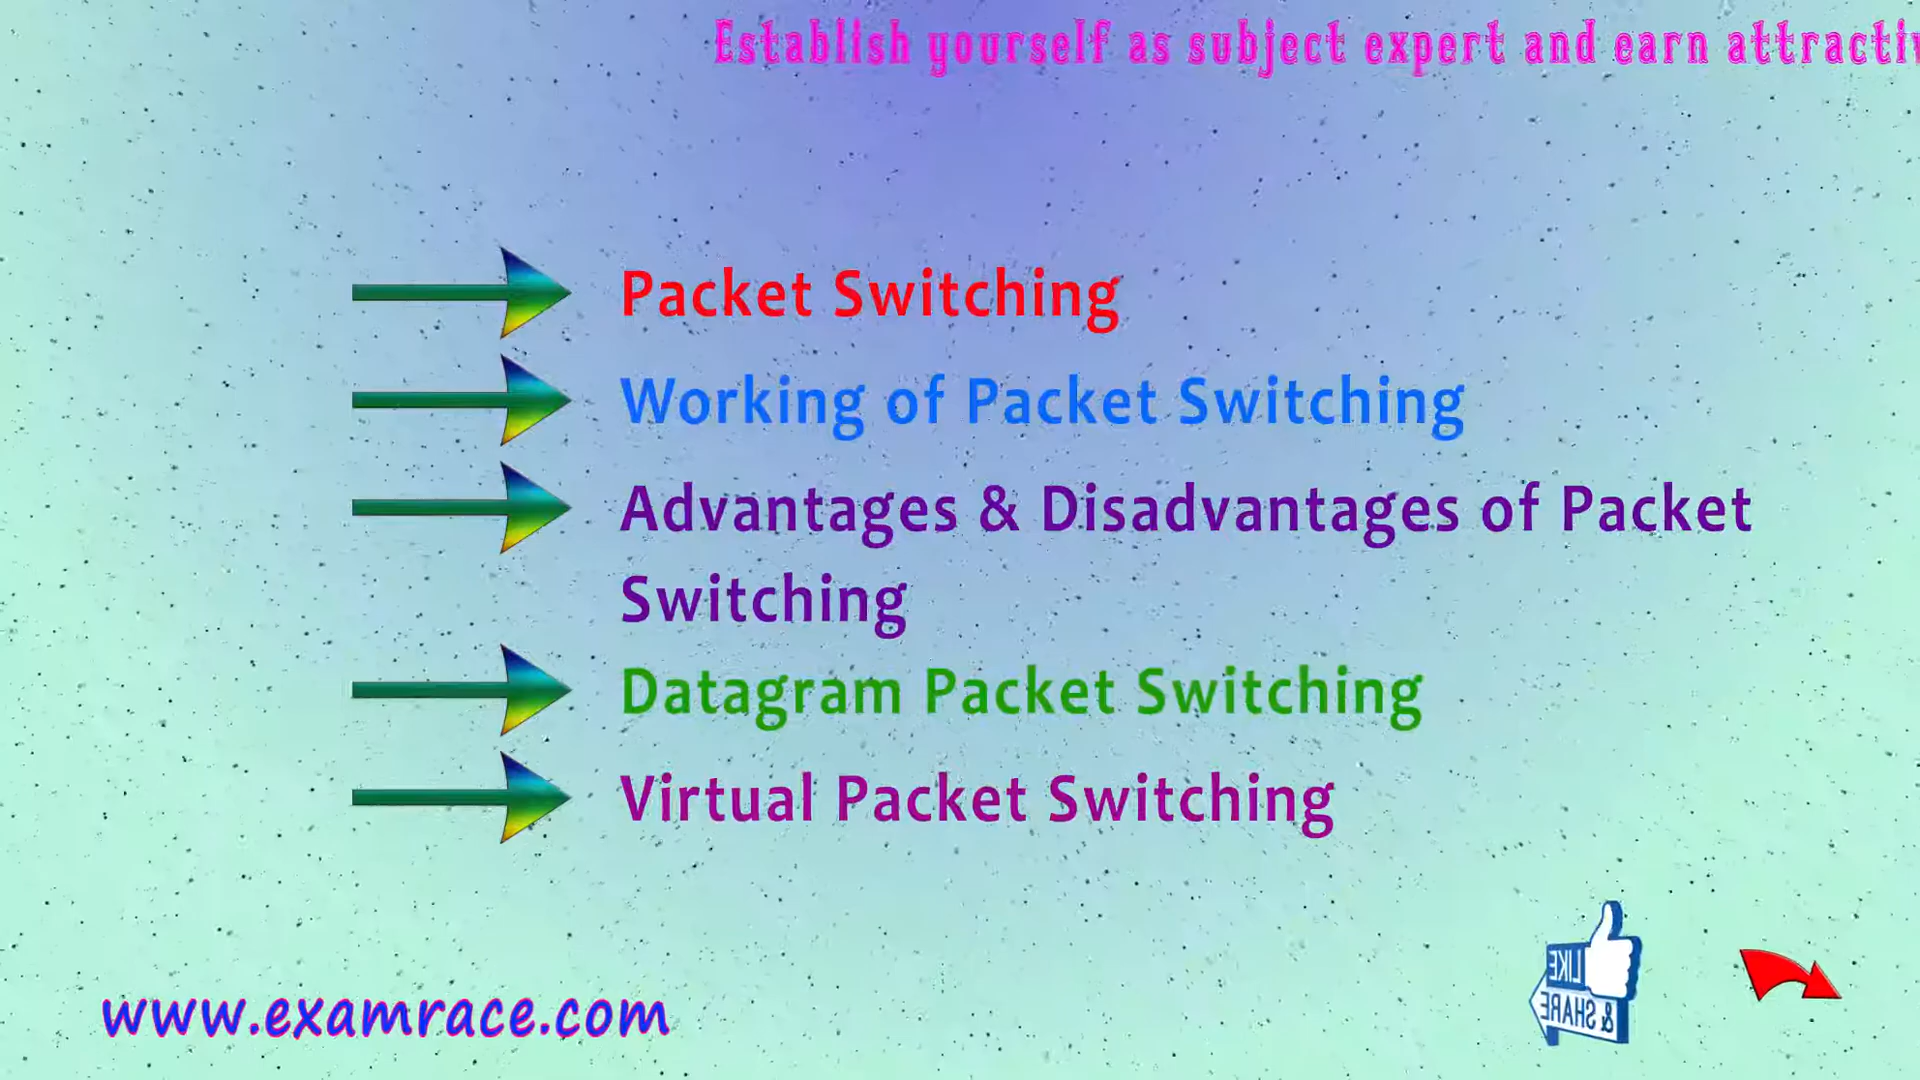 Establish yourself as subject expert and earn
Packet Switching
Working of Packet Switching
Advantages & Disadvantages of Packet
Switching
Datagram Packet Switching
Virtual Packet Switching
LIKE
& SHARE
www.examrace.com